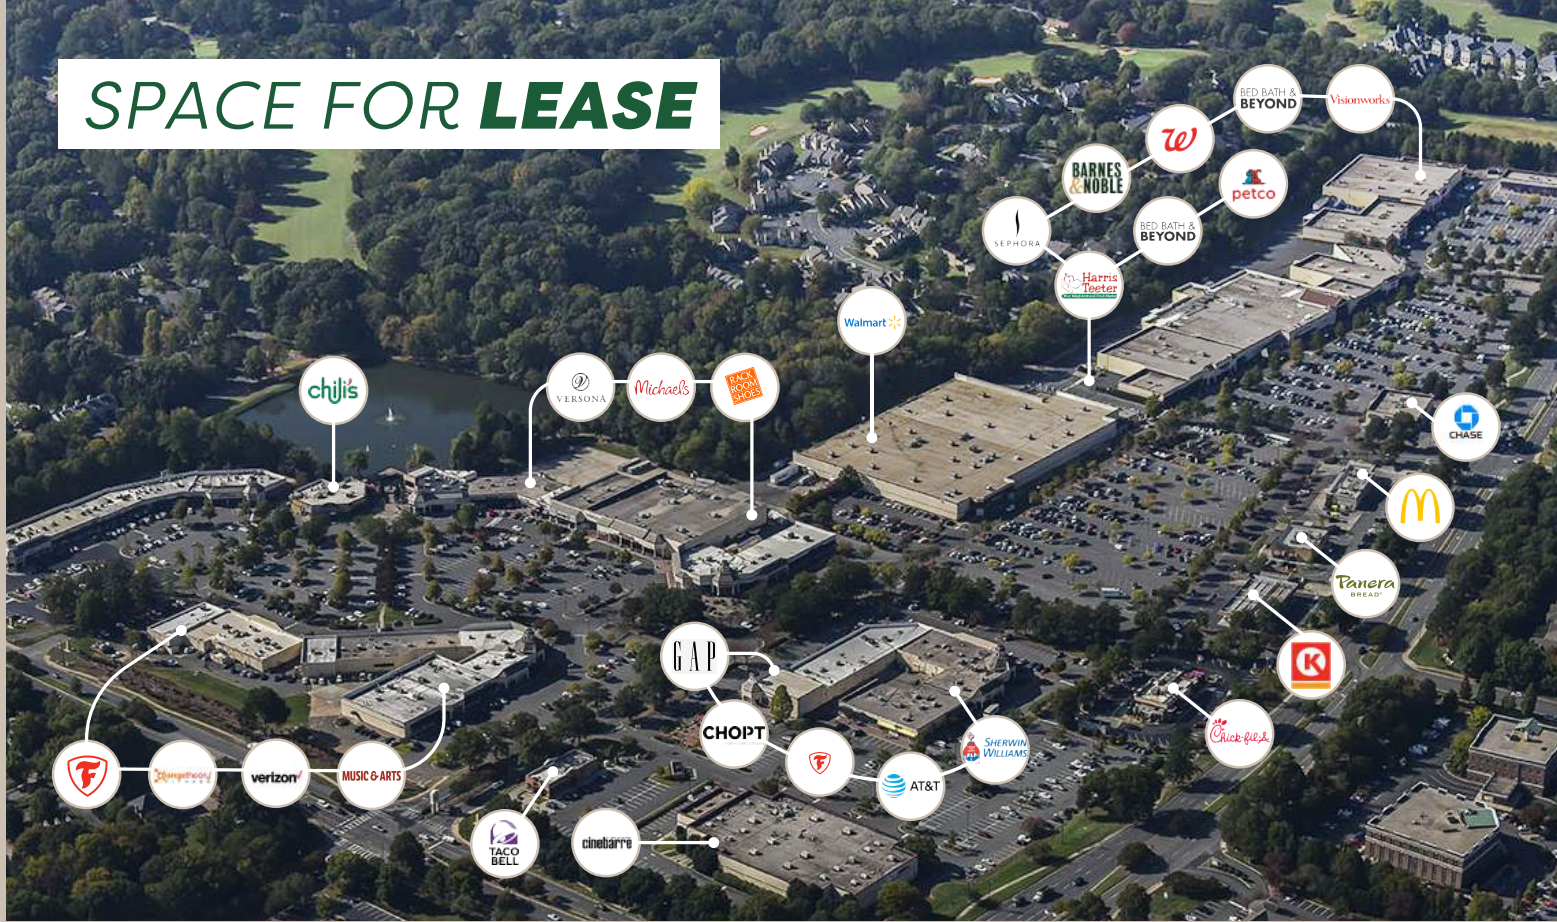 SPACE FOR LEASE
BED BATH &
BEYOND
Visionworks
W
BARNES
&NOBLE
petco
SEPHORA
BED BATH &
BEYOND
Harris
Teeter
Walmart
chili's
VERSONA
Michaels
RACK
ROOM
SHOES
CHASE
M
Panera
BREAD
K
GAP
CHOPT
Chick-fil-A
SHERWIN
WILLIAMS
F
F
orangetheory
FITNESS
verizon
MUSIC & ARTS
AT&T
TACO
BELL
cinebarre